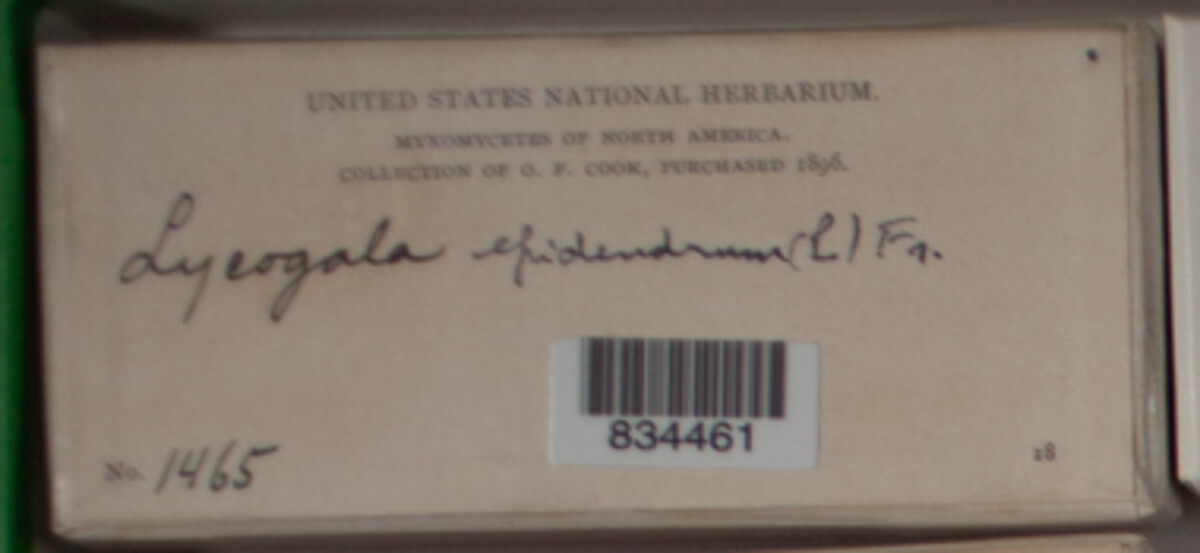 UNITED STATES NATIONAL HERBARIUM.
MYXOMYCETES OF NORTH AMERICA.
COLLECTION OF O. F. COOK, PURCHASED 1896.
Lycogala epidendrum (L) Fr.
834461
No. 1465
18